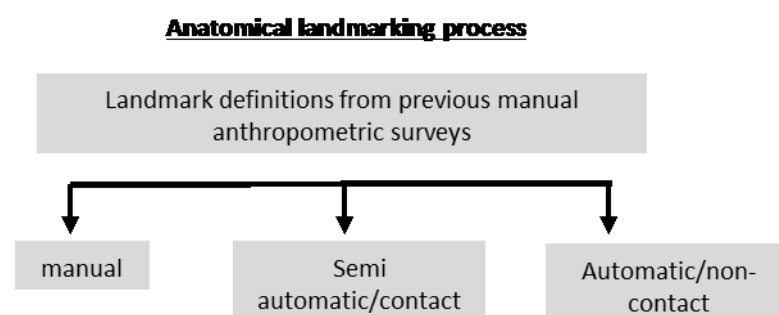 Anatomical landmarking process
Landmark definitions from previous manual
anthropometric surveys
manual
Semi
automatic/contact
Automatic/non-
contact